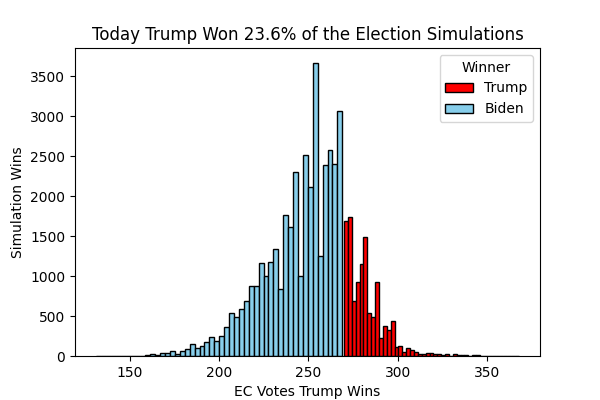 Today Trump Won 23.6% of the Election Simulations
Winner
Trump
Biden
Simulation Wins
3500
3000
2500
2000
1500
1000
500
0
150
200
250
300
350
EC Votes Trump Wins